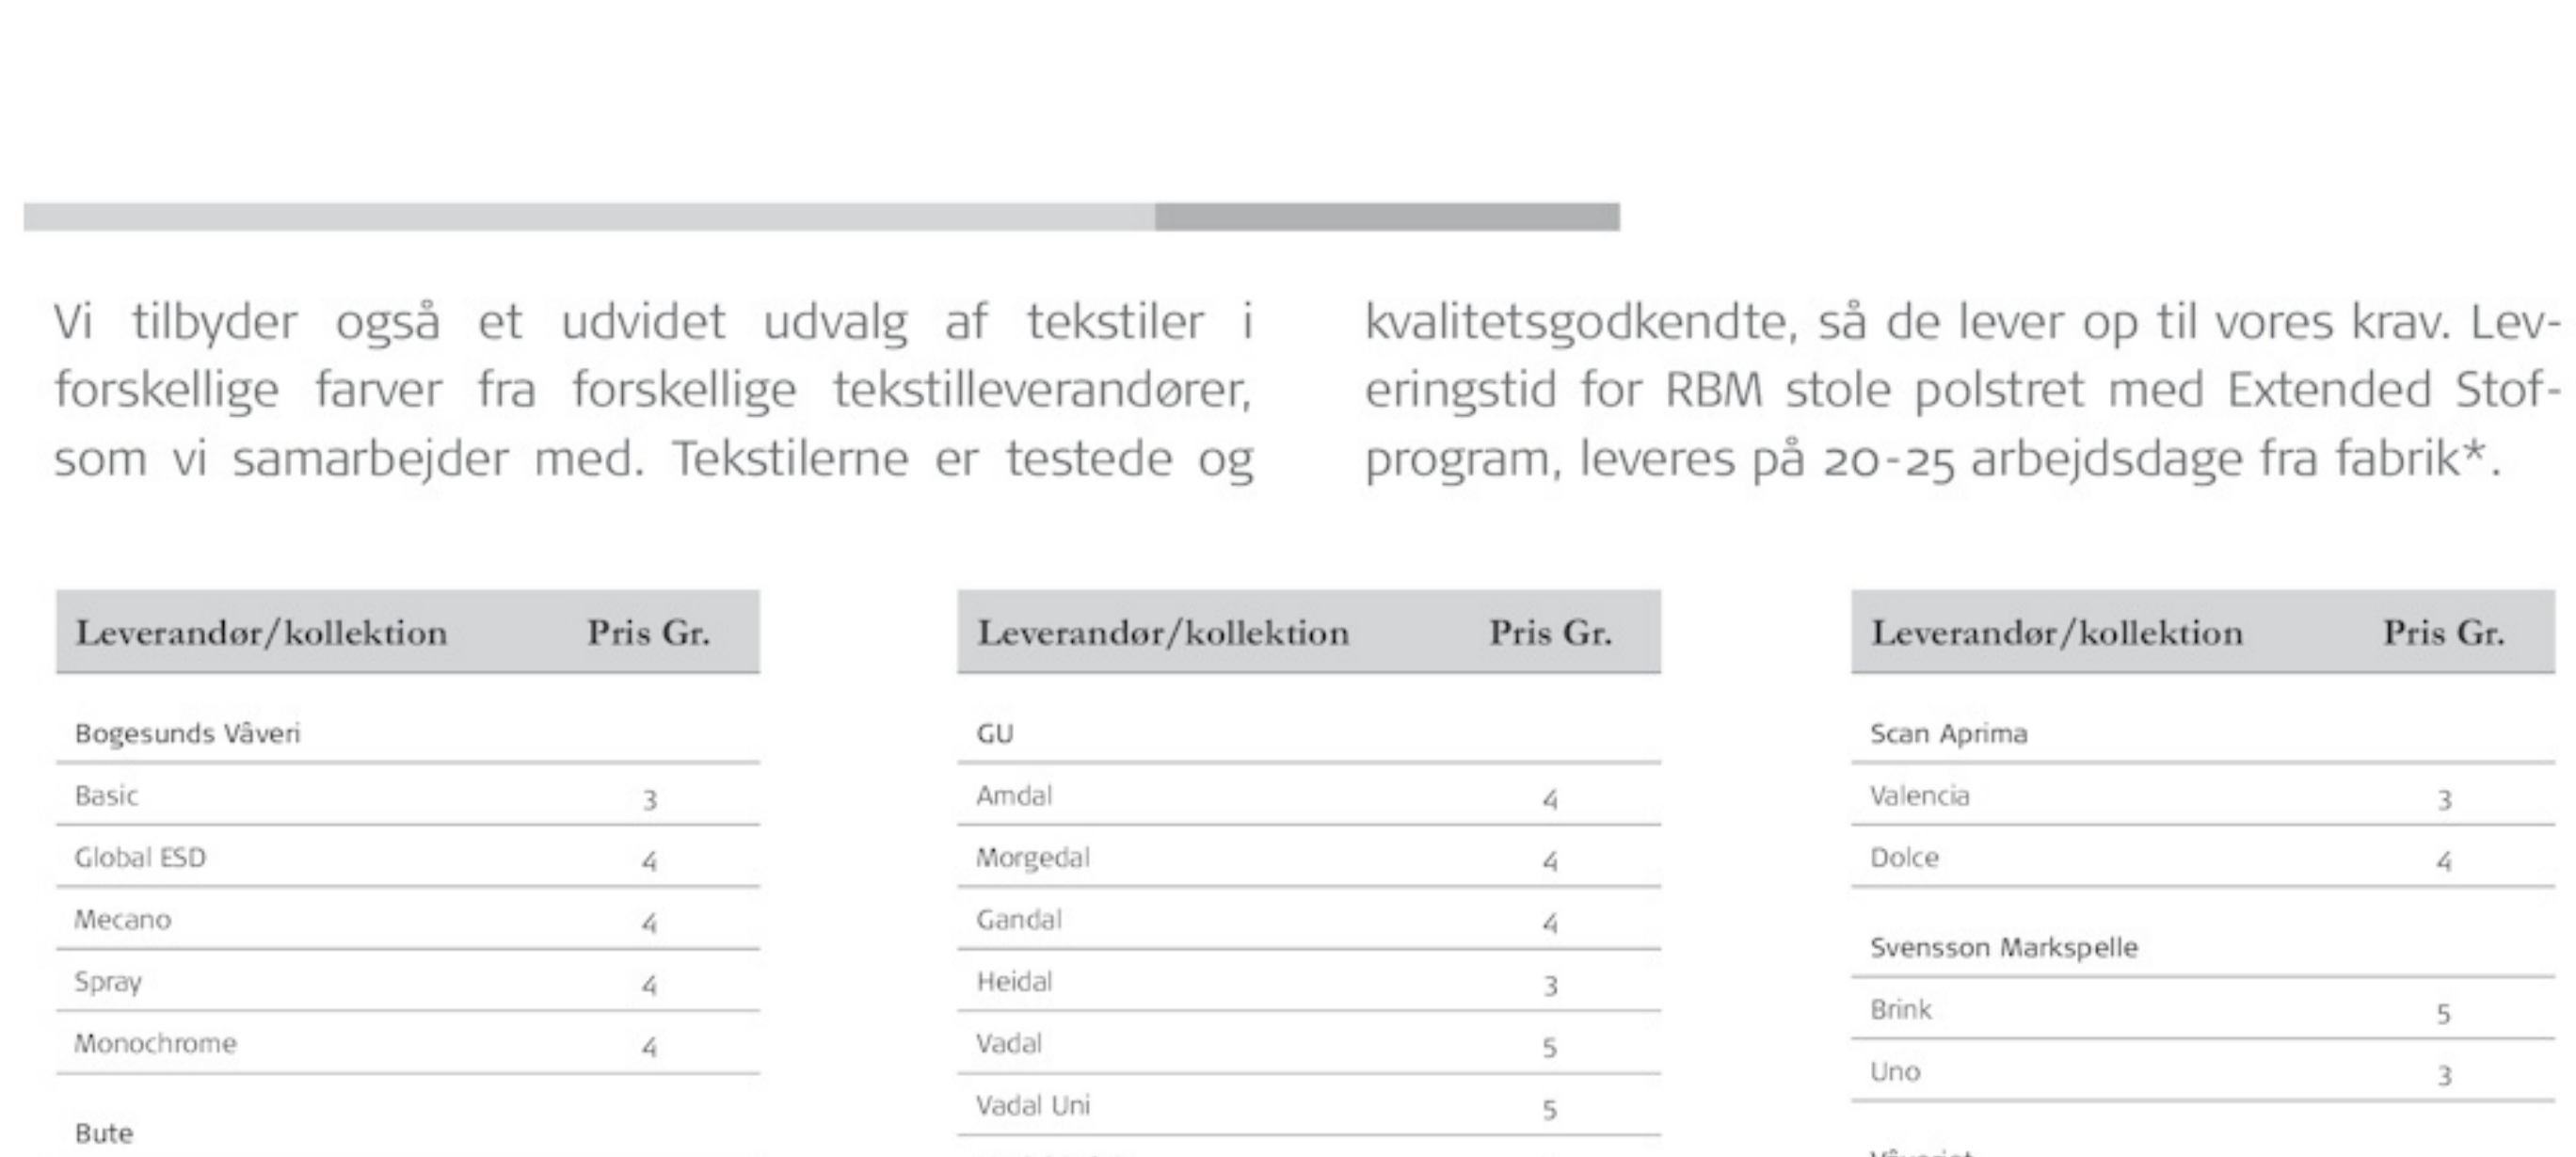 Vi tilbyder også et udvidet udvalg af tekstiler i
forskellige farver fra forskellige tekstilleverandører,
som vi samarbejder med. Tekstilerne er testede og
kvalitetsgodkendte, så de lever op til vores krav. Lev-
eringstid for RBM stole polstret med Extended Stof-
program, leveres på 20-25 arbejdsdage fra fabrik*.
Leverandør/kollektion Pris Gr.
Bogesunds Vâveri
Basic 3
Global ESD 4
Mecano 4
Spray 4
Monochrome 4
Bute
Leverandør/kollektion Pris Gr.
GU
Amdal 4
Morgedal 4
Gandal 4
Heidal 3
Vadal 5
Vadal Uni 5
Leverandør/kollektion Pris Gr.
Scan Aprima
Valencia 3
Dolce 4
Svensson Markspelle
Brink 5
Uno 3